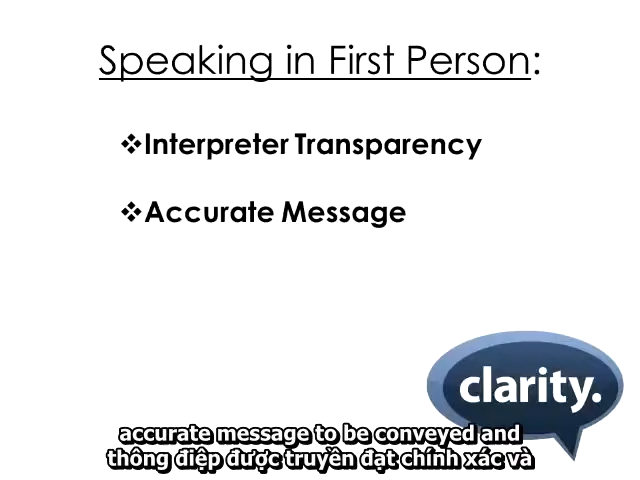 Speaking in First Person:
❖Interpreter Transparency
❖Accurate Message
clarity.
accurate message to be conveyed and
thông điệp được truyền đạt chính xác và